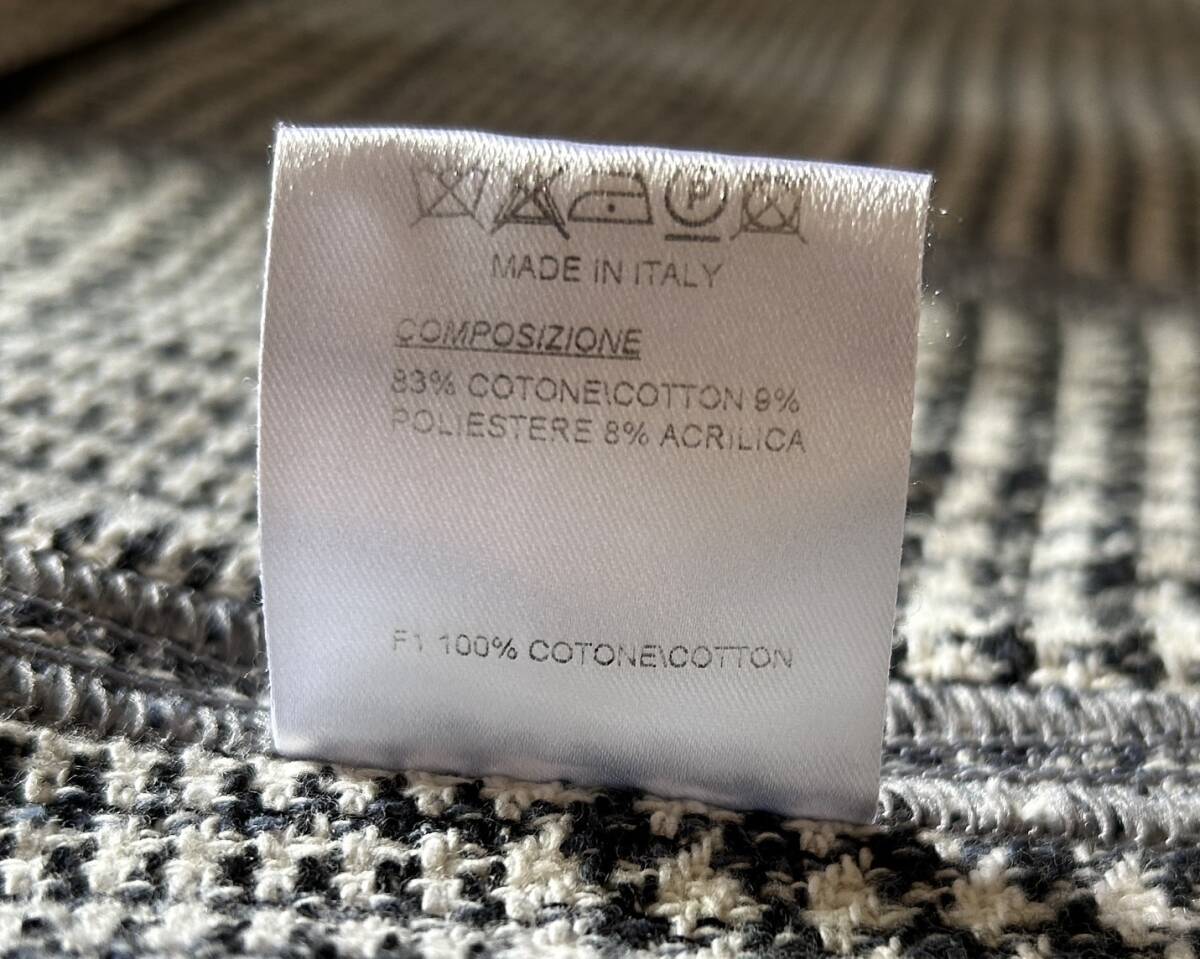 P
MADE IN ITALY
COMPOSIZIONE
83% COTONE\COTTON 9%
POLIESTERE 8% ACRILICA
F1 100% COTONE\COTTON